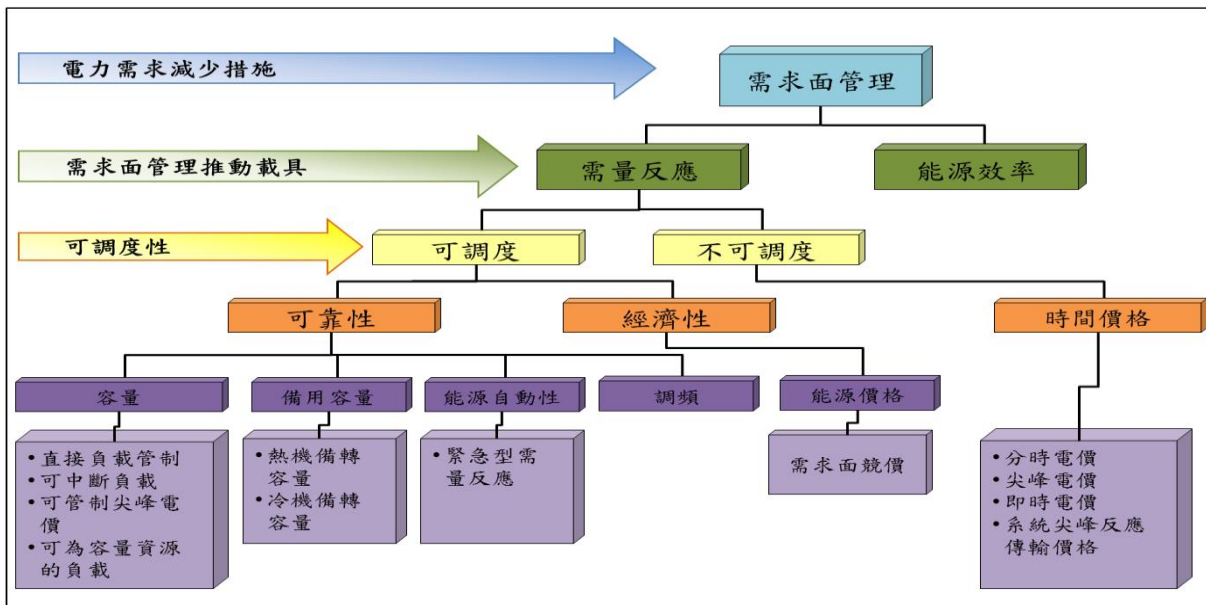 電力需求減少措施
需求面管理
需求面管理推動載具
需量反應
能源效率
可調度性
可調度
不可調度
可靠性
經濟性
時間價格
容量
備用容量
能源自動性
調頻
能源價格
•直接負載管制
•可中斷負載
•可管制尖峰電
價
•可為容量資源
的負載
•熱機備轉
容量
•冷機備轉
容量
•緊急型需
量反應
需求面競價
•分時電價
•尖峰電價
•即時電價
•系統尖峰反應
傳輸價格